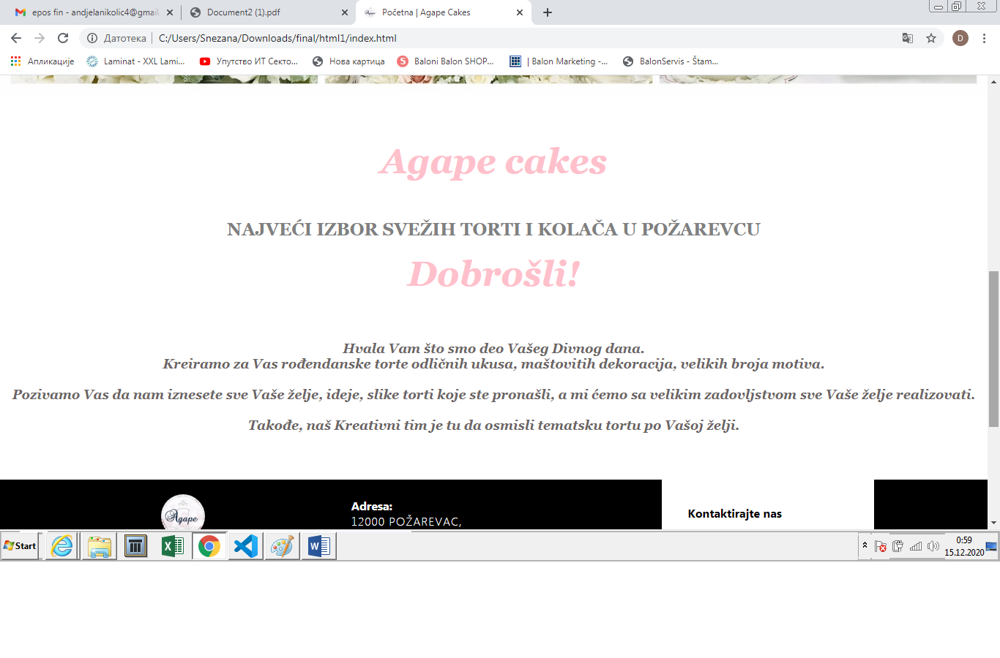 epos fin - andjelanikolic4@gmai
Document2 (1).pdf
Početna | Agape Cakes
Датотека
C:/Users/Snezana/Downloads/final/html1/index.html
D
Апликације
Laminat - XXL Lami...
Упутство ИТ Секто...
Нова картица
Baloni Balon SHOP...
| Balon Marketing -...
BalonServis - Štam...
Agape cakes
NAJVEĆI IZBOR SVEŽIH TORTI I KOLAČA U POŽAREVCU
Dobrošli!
Hvala Vam što smo deo Vašeg Divnog dana.
Kreiramo za Vas rođendanske torte odličnih ukusa, maštovitih dekoracija, velikih broja motiva.
Pozivamo Vas da nam iznesete sve Vaše želje, ideje, slike torti koje ste pronašli, a mi ćemo sa velikim zadovljstvom sve Vaše želje realizovati.
Takođe, naš Kreativni tim je tu da osmisli tematsku tortu po Vašoj želji.
Agape
Adresa:
12000 POŽAREVAC,
Kontaktirajte nas
Start
0:59
15.12.2020